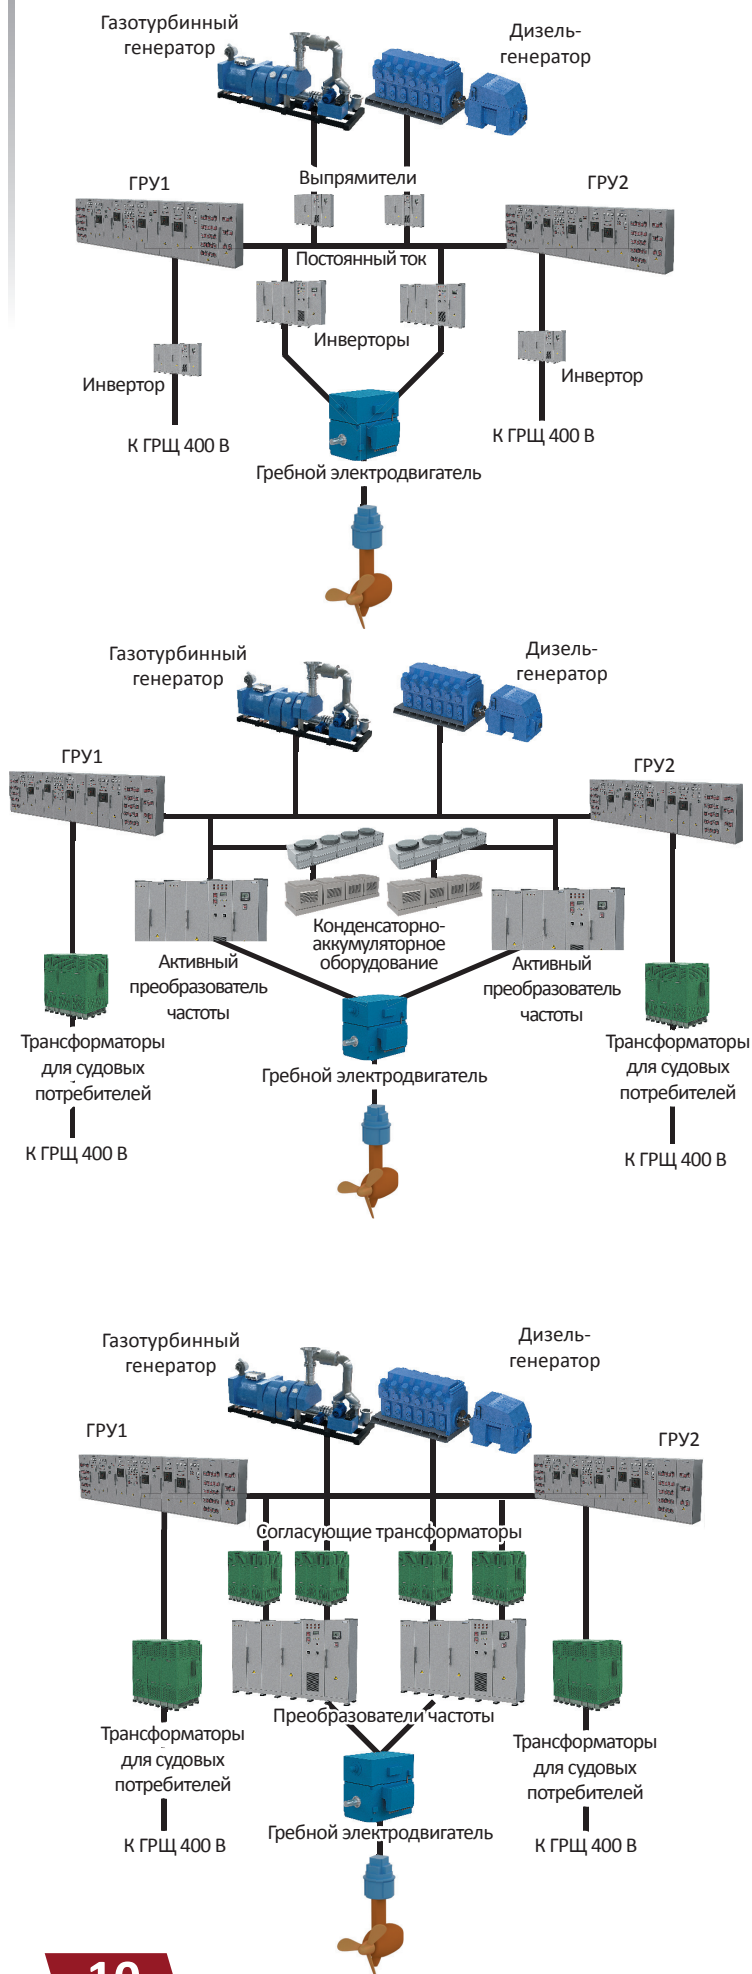 Газотурбинный
генератор
Дизель-
генератор
ГРУ1
Выпрямители
ГРУ2
Постоянный ток
Инверторы
Инвертор
Инвертор
К ГРЩ 400 В
К ГРЩ 400 В
Гребной электродвигатель
Газотурбинный
генератор
Дизель-
генератор
ГРУ1
ГРУ2
Конденсаторно-
аккумуляторное
оборудование
Активный
преобразователь
частоты
Активный
преобразователь
частоты
Трансформаторы
для судовых
потребителей
Трансформаторы
для судовых
потребителей
Гребной электродвигатель
К ГРЩ 400 В
К ГРЩ 400 В
Газотурбинный
генератор
Дизель-
генератор
ГРУ1
ГРУ2
Согласующие трансформаторы
Преобразователи частоты
Трансформаторы
для судовых
потребителей
Трансформаторы
для судовых
потребителей
Гребной электродвигатель
К ГРЩ 400 В
К ГРЩ 400 В
10